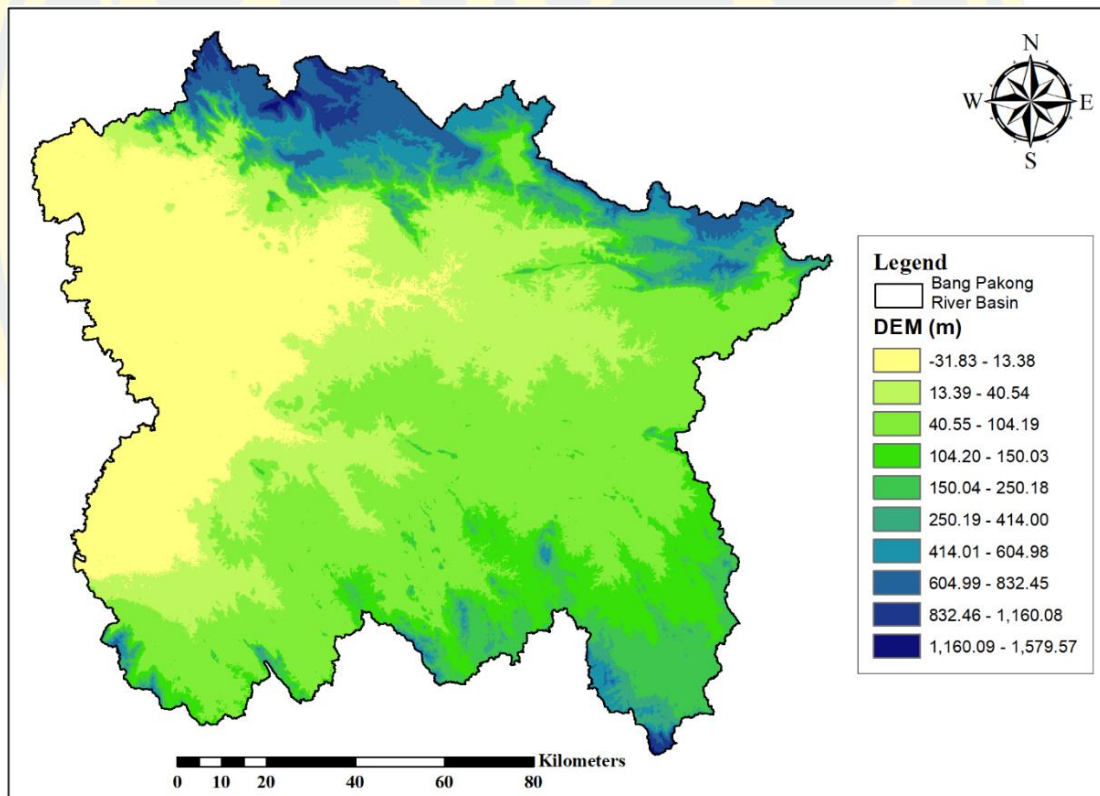 N
W E
S
Legend
Bang Pakong
River Basin
DEM (m)
-31.83 - 13.38
13.39 - 40.54
40.55 - 104.19
104.20 - 150.03
150.04 - 250.18
250.19 - 414.00
414.01 - 604.98
604.99 - 832.45
832.46 - 1,160.08
1,160.09 - 1,579.57
Kilometers
0 10 20 40 60 80